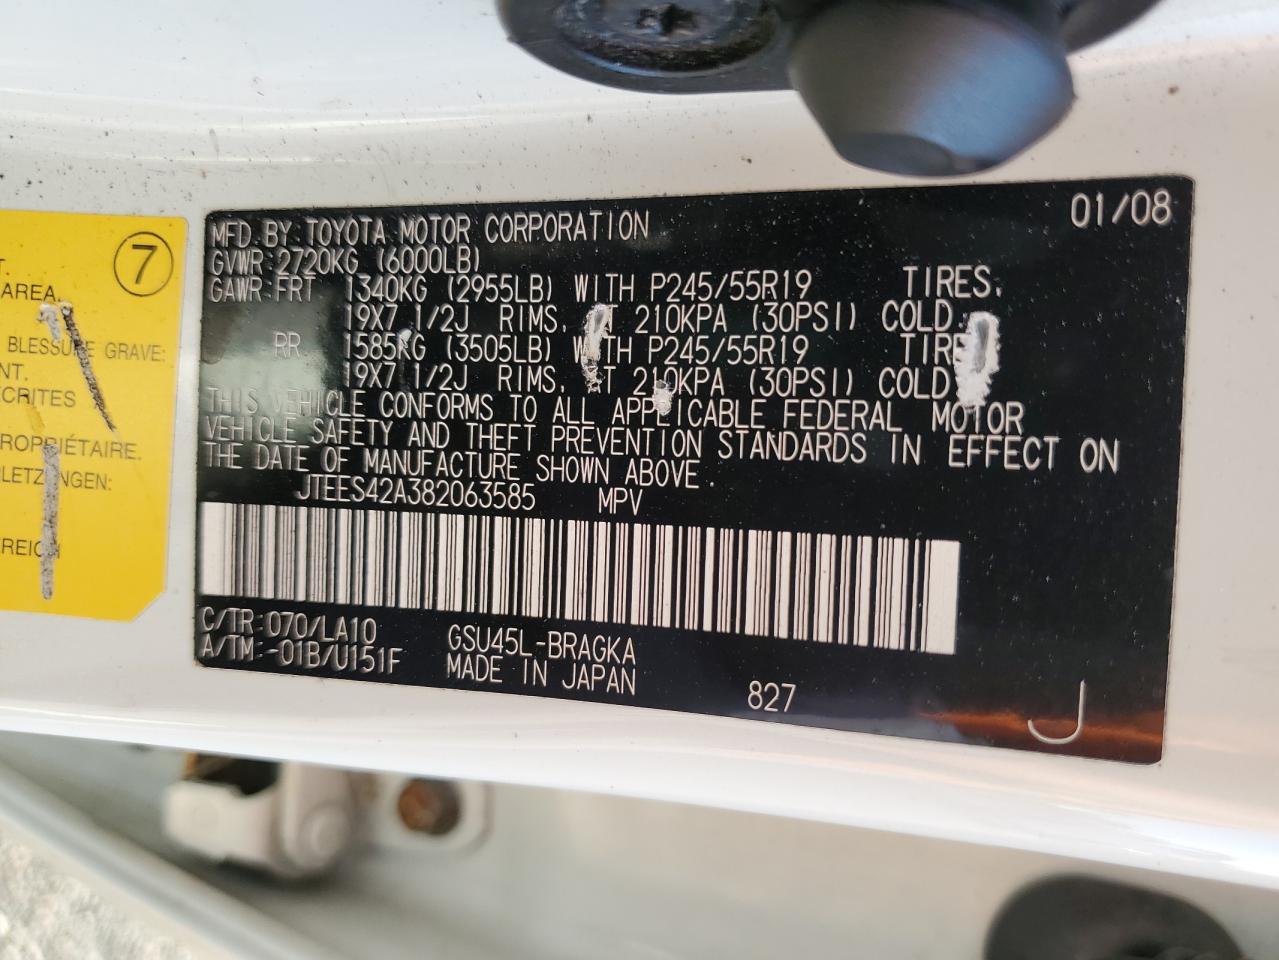 MFD.BY TOYOTA MOTOR CORPORATION 01/08
GVWR:2720KG (6000LB)
GAWR:FRT 1340KG (2955LB) WITH P245/55R19 TIRES,
19X7 1/2J RIMS, 210KPA (30PSI) COLD.
RR 1585KG (3505LB) WITH P245/55R19
19X7 1/2J RIMS, 210KPA (30PSI) COLD
THIS VEHICLE CONFORMS TO ALL APPLICABLE FEDERAL MOTOR
VEHICLE SAFETY AND THEFT PREVENTION STANDARDS IN EFFECT ON
THE DATE OF MANUFACTURE SHOWN ABOVE.
JTEES42A382063585 MPV
C/TR:070/LA10 GSU45L-BRAGKA
A/TM:-01B/U151F MADE IN JAPAN
827 J
7
AREA.
BLESSURE GRAVE: